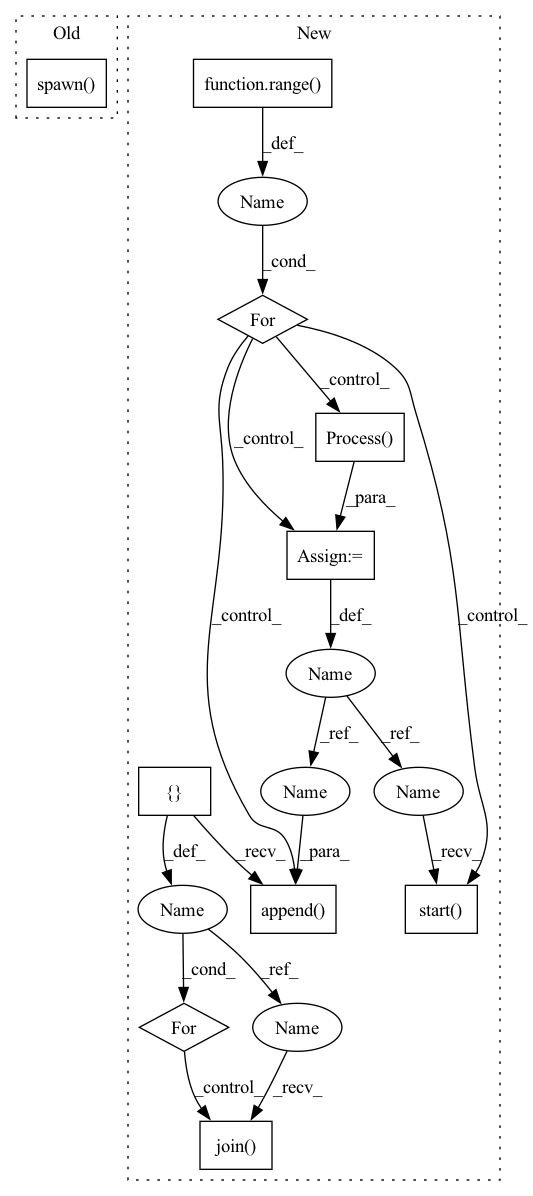 Old
New
spawn()
function.range()
_def_
Name
_cond_
For
_control_
Process()
_control_
_para_
Assign:=
_control_
_control_
_def_
Name
_ref_
_ref_
{}
Name
Name
_def_
_recv_
_para_
_recv_
Name
append()
start()
_cond_
_ref_
For
Name
_control_
_recv_
join()